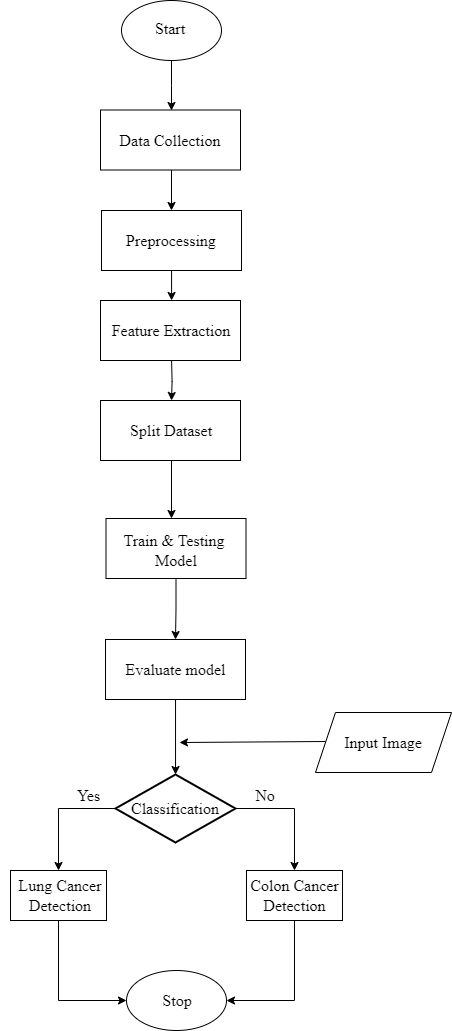 Start
Data Collection
Preprocessing
Feature Extraction
Split Dataset
Train & Testing
Model
Evaluate model
Input Image
Classification
Yes
No
Lung Cancer
Detection
Colon Cancer
Detection
Stop